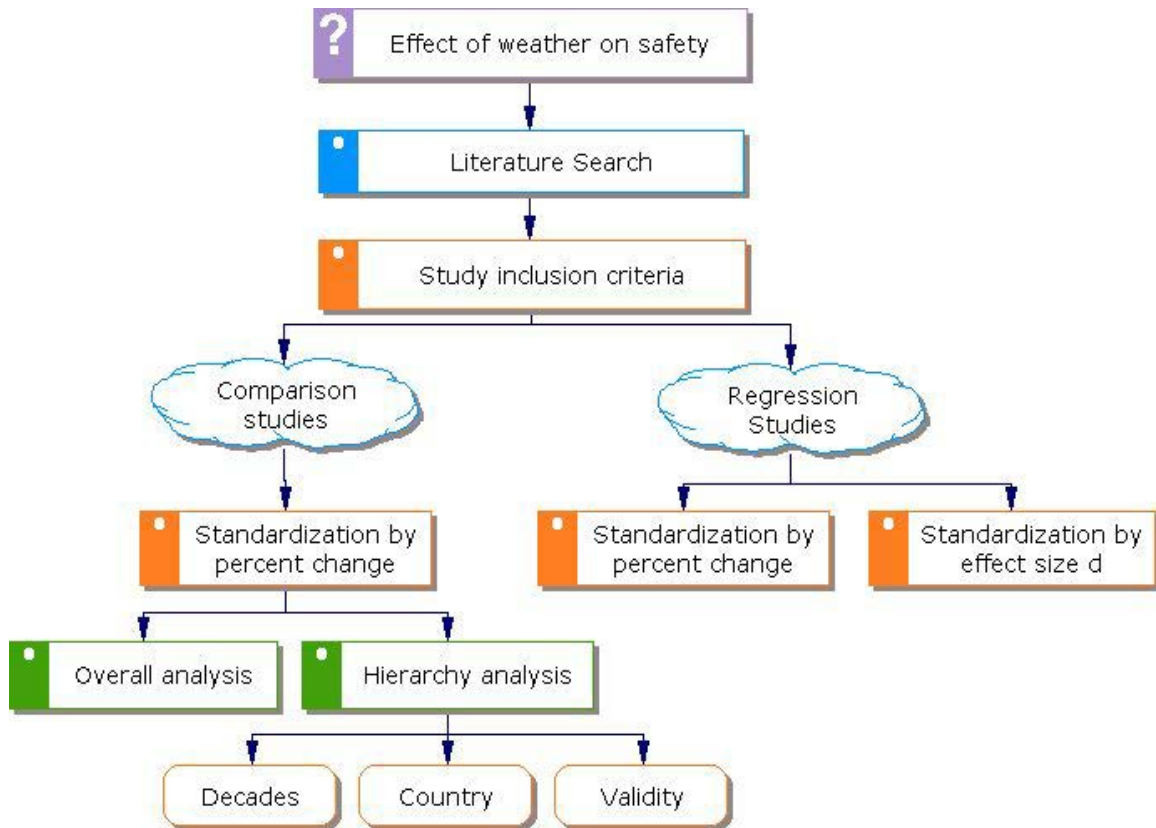 ?
Effect of weather on safety
Literature Search
Study inclusion criteria
Comparison
studies
Regression
Studies
Standardization by
percent change
Standardization by
percent change
Standardization by
effect size d
Overall analysis
Hierarchy analysis
Decades
Country
Validity